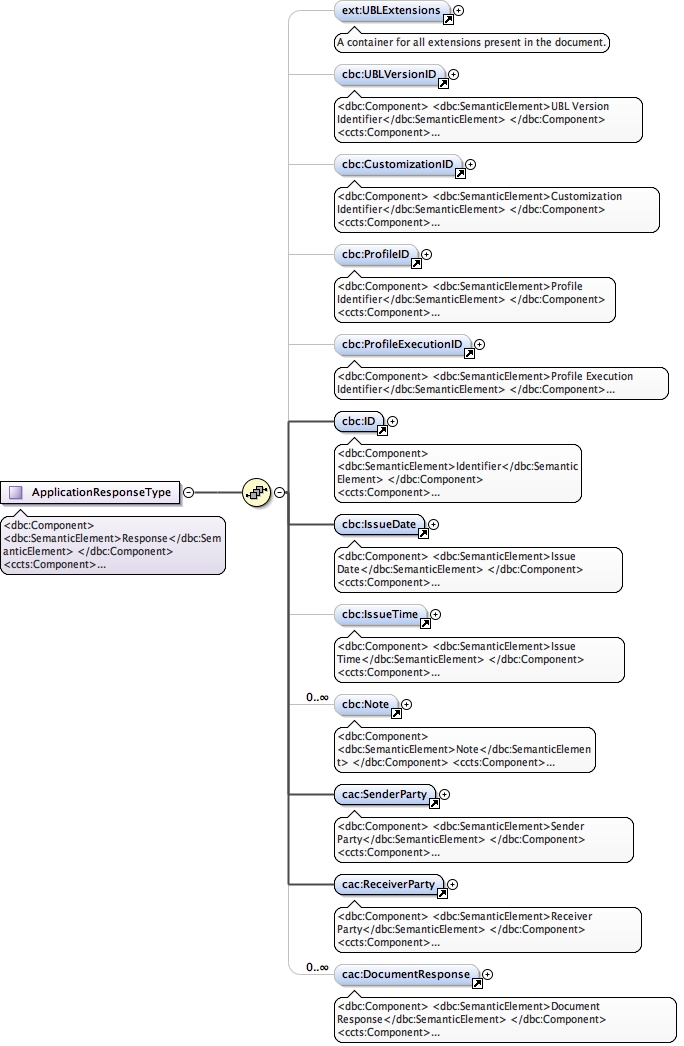 ext:UBLExtensions
A container for all extensions present in the document.
cbc:UBLVersionID
<dbc:Component> <dbc:SemanticElement>UBL Version
Identifier</dbc:SemanticElement> </dbc:Component>
<ccts:Component>...
cbc:CustomizationID
<dbc:Component> <dbc:SemanticElement>Customization
Identifier</dbc:SemanticElement> </dbc:Component>
<ccts:Component>...
cbc:ProfileID
<dbc:Component> <dbc:SemanticElement>Profile
Identifier</dbc:SemanticElement> </dbc:Component>
<ccts:Component>...
cbc:ProfileExecutionID
<dbc:Component> <dbc:SemanticElement>Profile Execution
Identifier</dbc:SemanticElement> </dbc:Component>...
cbc:ID
<dbc:Component>
<dbc:SemanticElement>Identifier</dbc:Semantic
Element> </dbc:Component>
<ccts:Component>...
ApplicationResponseType
<dbc:Component>
<dbc:SemanticElement>Response</dbc:Sem
anticElement> </dbc:Component>
<ccts:Component>...
cbc:IssueDate
<dbc:Component> <dbc:SemanticElement>Issue
Date</dbc:SemanticElement> </dbc:Component>
<ccts:Component>...
cbc:IssueTime
<dbc:Component> <dbc:SemanticElement>Issue
Time</dbc:SemanticElement> </dbc:Component>
<ccts:Component>...
0..∞
cbc:Note
<dbc:Component>
<dbc:SemanticElement>Note</dbc:SemanticElemen
t> </dbc:Component> <ccts:Component>...
cac:SenderParty
<dbc:Component> <dbc:SemanticElement>Sender
Party</dbc:SemanticElement> </dbc:Component>
<ccts:Component>...
cac:ReceiverParty
<dbc:Component> <dbc:SemanticElement>Receiver
Party</dbc:SemanticElement> </dbc:Component>
<ccts:Component>...
0..∞
cac:DocumentResponse
<dbc:Component> <dbc:SemanticElement>Document
Response</dbc:SemanticElement> </dbc:Component>
<ccts:Component>...